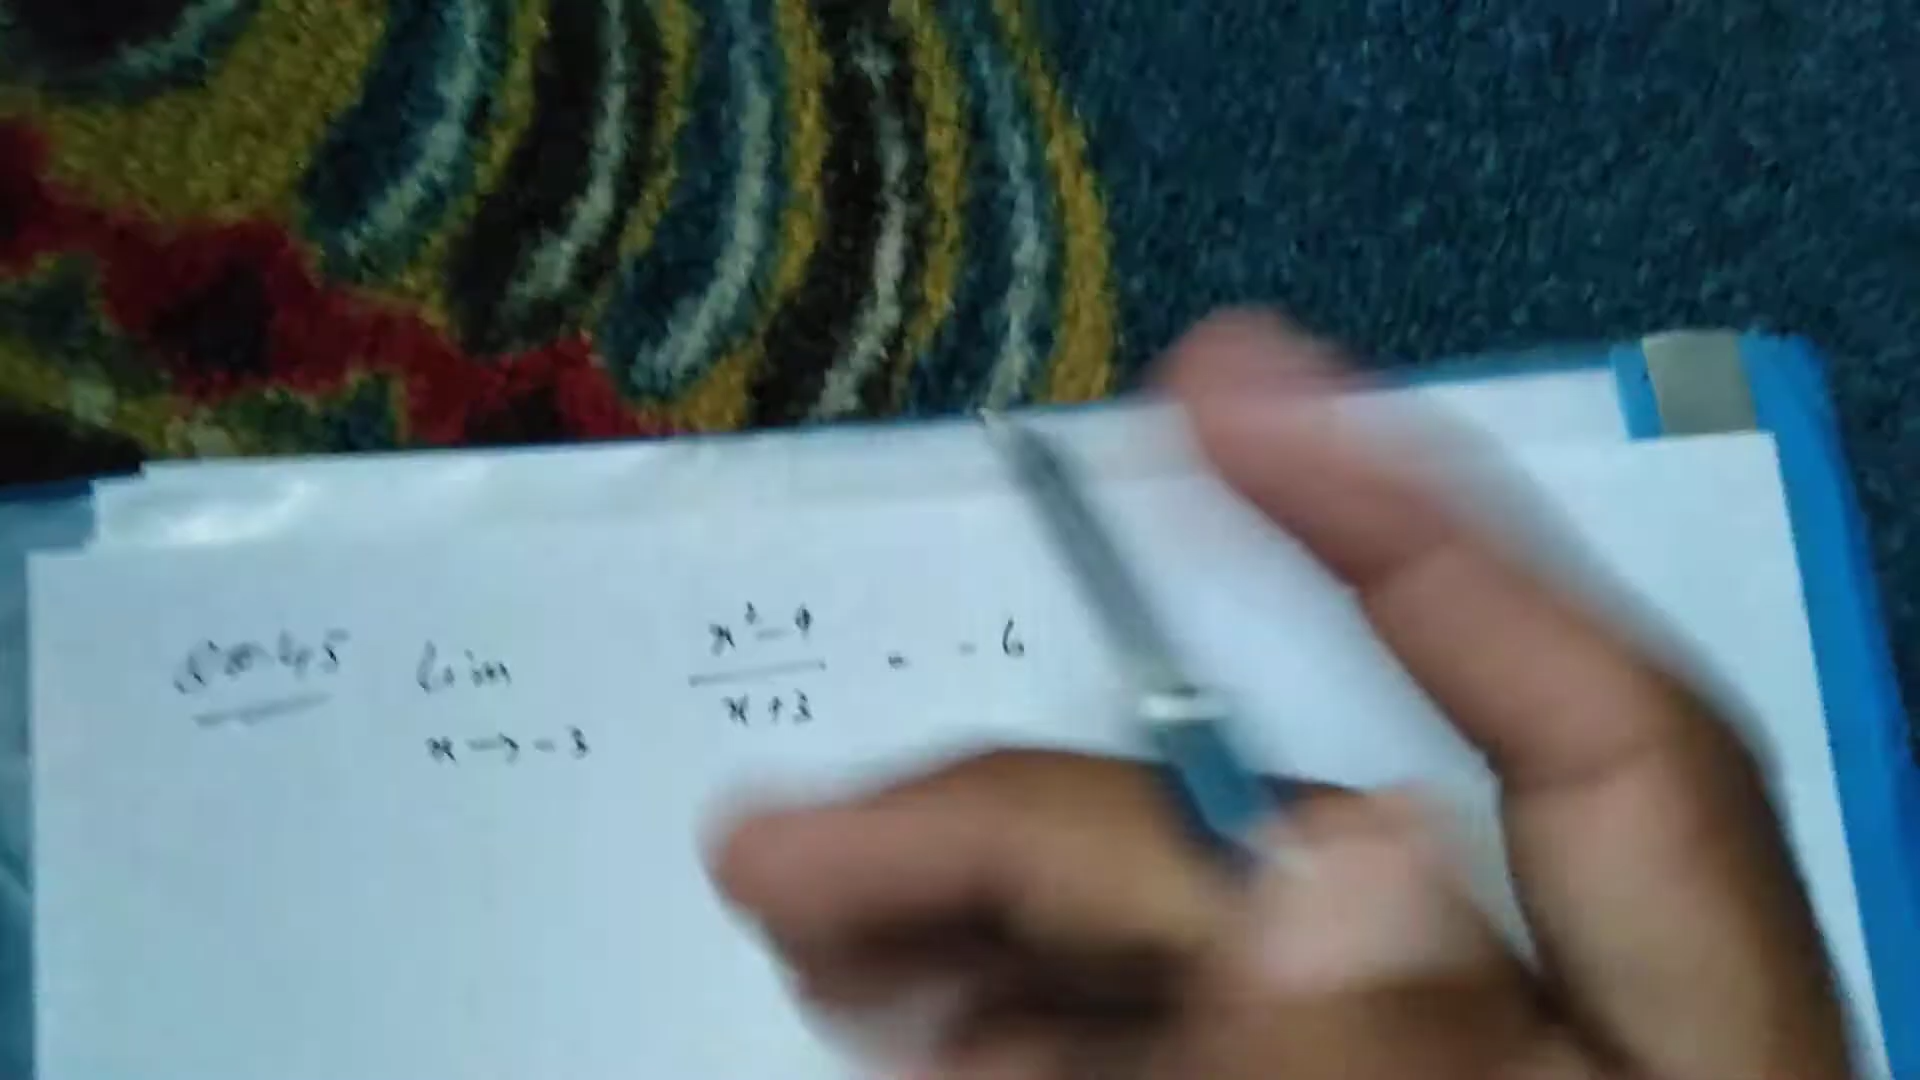 Lim x² - 9 / x + 3 = - 6
x → - 3